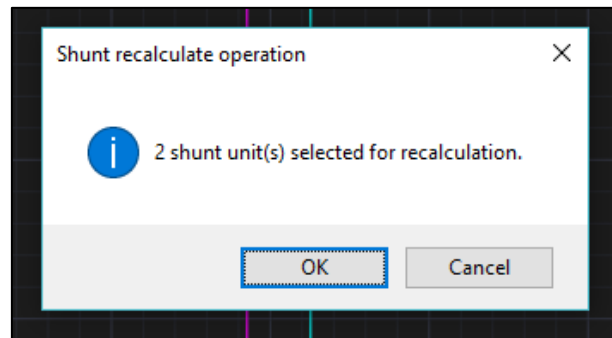 Shunt recalculate operation
2 shunt unit(s) selected for recalculation.
OK
Cancel